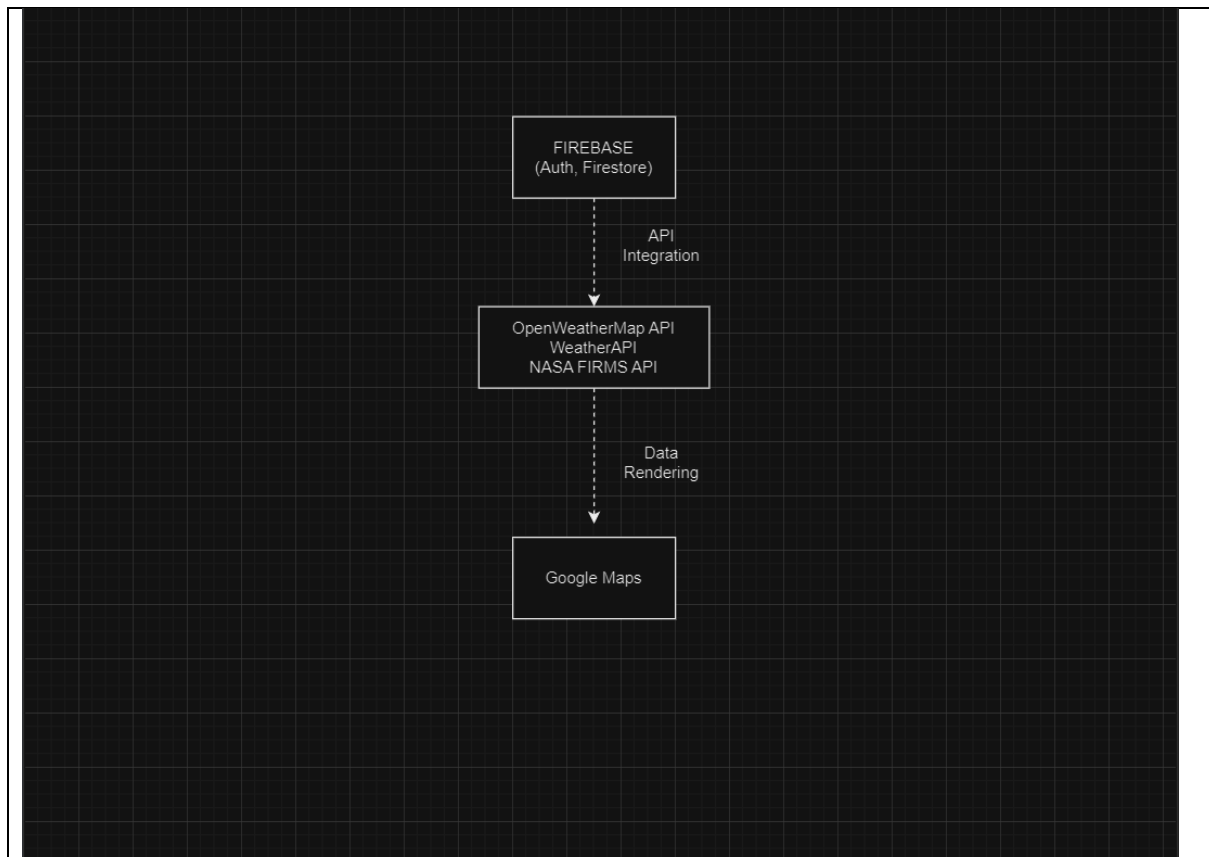 FIREBASE
(Auth, Firestore)
API
Integration
OpenWeatherMap API
WeatherAPI
NASA FIRMS API
Data
Rendering
Google Maps